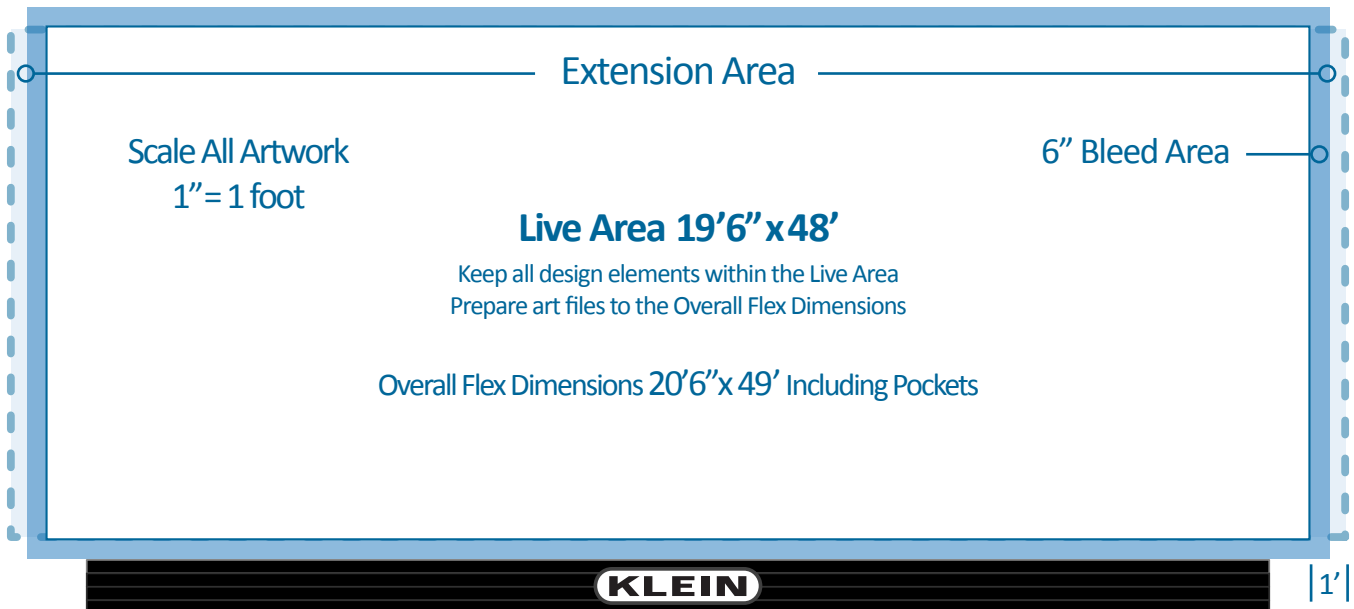 Extension Area
Scale All Artwork
1”= 1 foot
6” Bleed Area
Live Area 19’6” x 48’
Keep all design elements within the Live Area
Prepare art files to the Overall Flex Dimensions
Overall Flex Dimensions 20’6”x 49’ Including Pockets
KLEIN
1’